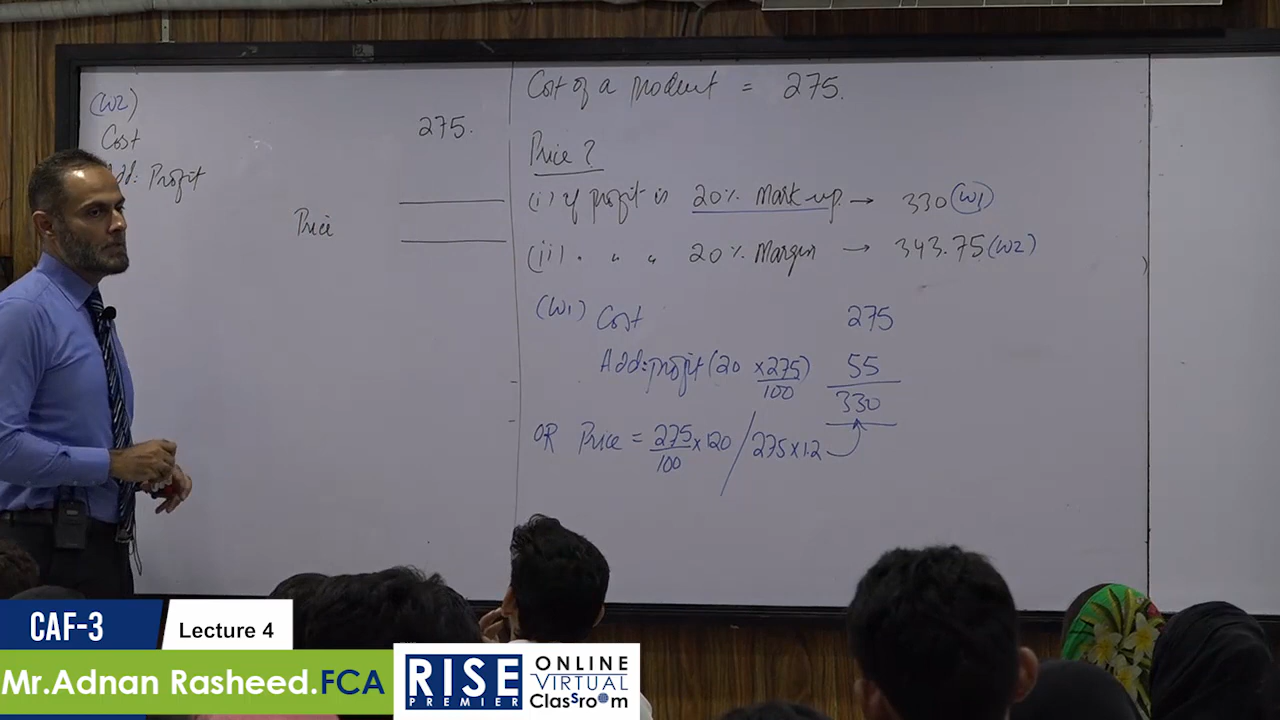 (W2)
Cost 275.
Add: Profit
Price
Cost of a product = 275.
Price ?
(i) if profit is 20% Mark-up → 330 (W1)
(ii) " " " 20% Margin → 343.75 (W2)
(W1) Cost 275
Add: profit (20 × 275/100) 55
330
OR Price = 275/100 × 120 / 275 × 1.2
CAF-3
Lecture 4
Mr.Adnan Rasheed.FCA
RISE
PREMIER
ONLINE
VIRTUAL
Classroom